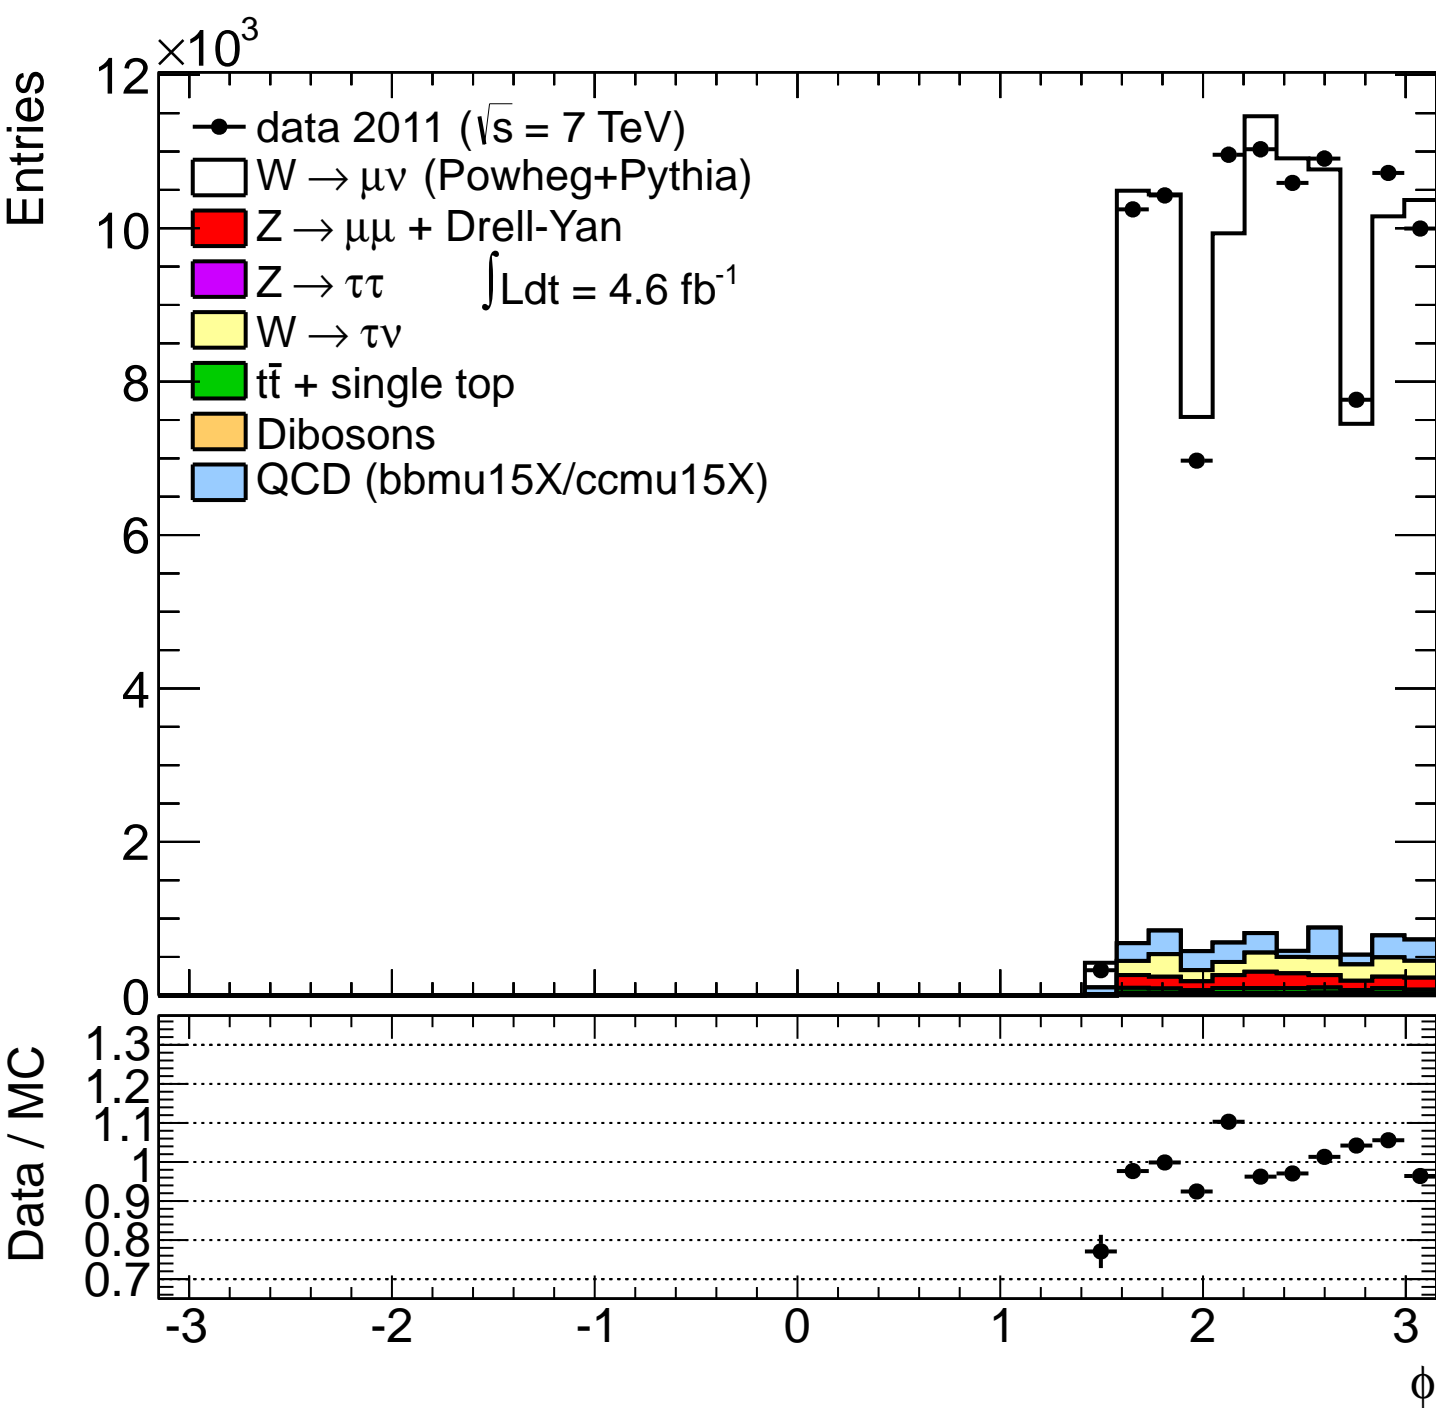 ×10³
Entries
12
10
8
6
4
2
0
data 2011 (√s = 7 TeV)
W → μν (Powheg+Pythia)
Z → μμ + Drell-Yan
Z → ττ
∫Ldt = 4.6 fb⁻¹
W → τν
tt̄ + single top
Dibosons
QCD (bbmu15X/ccmu15X)
Data / MC
1.3
1.2
1.1
1
0.9
0.8
0.7
-3 -2 -1 0 1 2 3
ϕ